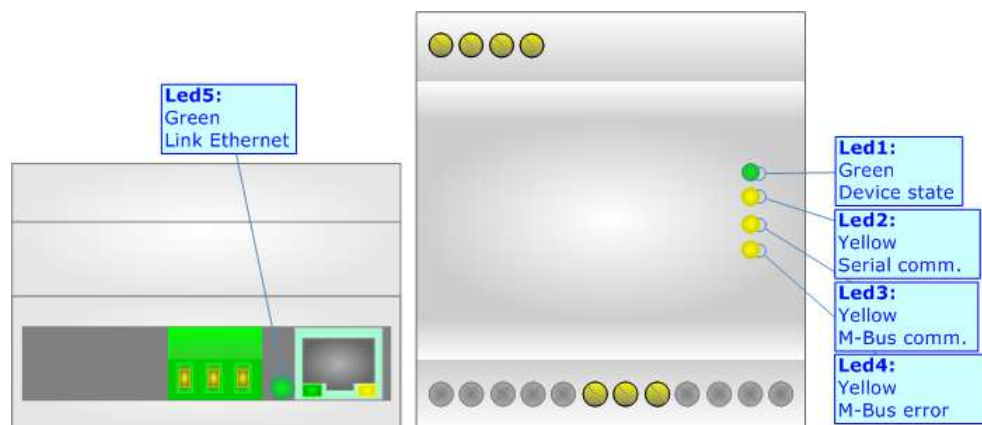 Led5:
Green
Link Ethernet
Led1:
Green
Device state
Led2:
Yellow
Serial comm.
Led3:
Yellow
M-Bus comm.
Led4:
Yellow
M-Bus error